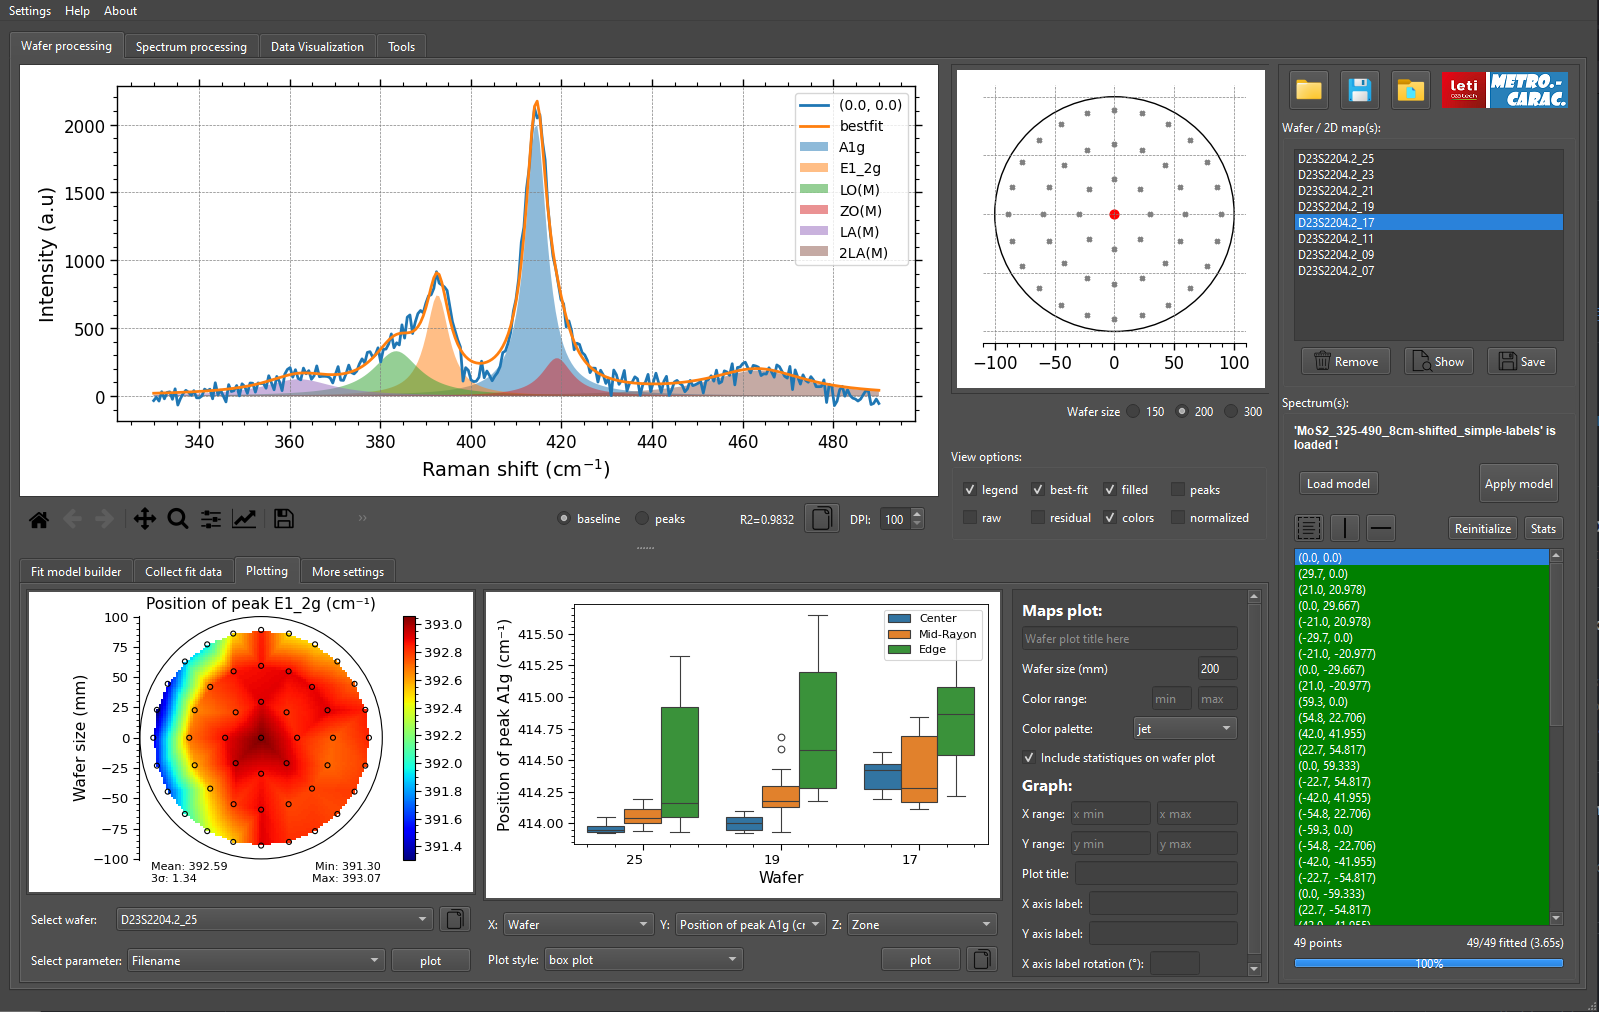 Settings Help About
Wafer processing Spectrum processing Data Visualization Tools
Intensity (a.u)
2000
1500
1000
500
0
340 360 380 400 420 440 460 480
Raman shift (cm⁻¹)
(0.0, 0.0)
bestfit
A1g
E1_2g
LO(M)
ZO(M)
LA(M)
2LA(M)
−100 −50 0 50 100
Wafer size 150 200 300
baseline peaks R2=0.9832 DPI: 100
View options:
legend best-fit filled peaks
raw residual colors normalized
leti
METRO.-
CARAC.
Wafer / 2D map(s):
D23S2204.2_25
D23S2204.2_23
D23S2204.2_21
D23S2204.2_19
D23S2204.2_17
D23S2204.2_11
D23S2204.2_09
D23S2204.2_07
Remove Show Save
Spectrum(s):
'MoS2_325-490_8cm-shifted_simple-labels' is
loaded !
Load model Apply model
Reinitialize Stats
(0.0, 0.0)
(29.7, 0.0)
(21.0, 20.978)
(0.0, 29.667)
(-21.0, 20.978)
(-29.7, 0.0)
(-21.0, -20.977)
(0.0, -29.667)
(21.0, -20.977)
(59.3, 0.0)
(54.8, 22.706)
(42.0, 41.955)
(22.7, 54.817)
(0.0, 59.333)
(-22.7, 54.817)
(-42.0, 41.955)
(-54.8, 22.706)
(-59.3, 0.0)
(-54.8, -22.706)
(-42.0, -41.955)
(-22.7, -54.817)
(0.0, -59.333)
(22.7, -54.817)
(42.0, -41.955)
49 points 49/49 fitted (3.65s)
100%
Fit model builder Collect fit data Plotting More settings
Position of peak E1_2g (cm⁻¹)
Wafer size (mm)
100
75
50
25
0
−25
−50
−75
−100
393.0
392.8
392.6
392.4
392.2
392.0
391.8
391.6
391.4
Mean: 392.59 Min: 391.30
3σ: 1.34 Max: 393.07
Select wafer: D23S2204.2_25
Select parameter: Filename plot
Position of peak A1g (cm⁻¹)
415.50
415.25
415.00
414.75
414.50
414.25
414.00
Center
Mid-Rayon
Edge
25 19 17
Wafer
X: Wafer Y: Position of peak A1g (cr Z: Zone
Plot style: box plot plot
Maps plot:
Wafer plot title here
Wafer size (mm) 200
Color range: min max
Color palette: jet
Include statistiques on wafer plot
Graph:
X range: x min x max
Y range: y min y max
Plot title:
X axis label:
Y axis label:
X axis label rotation (°):